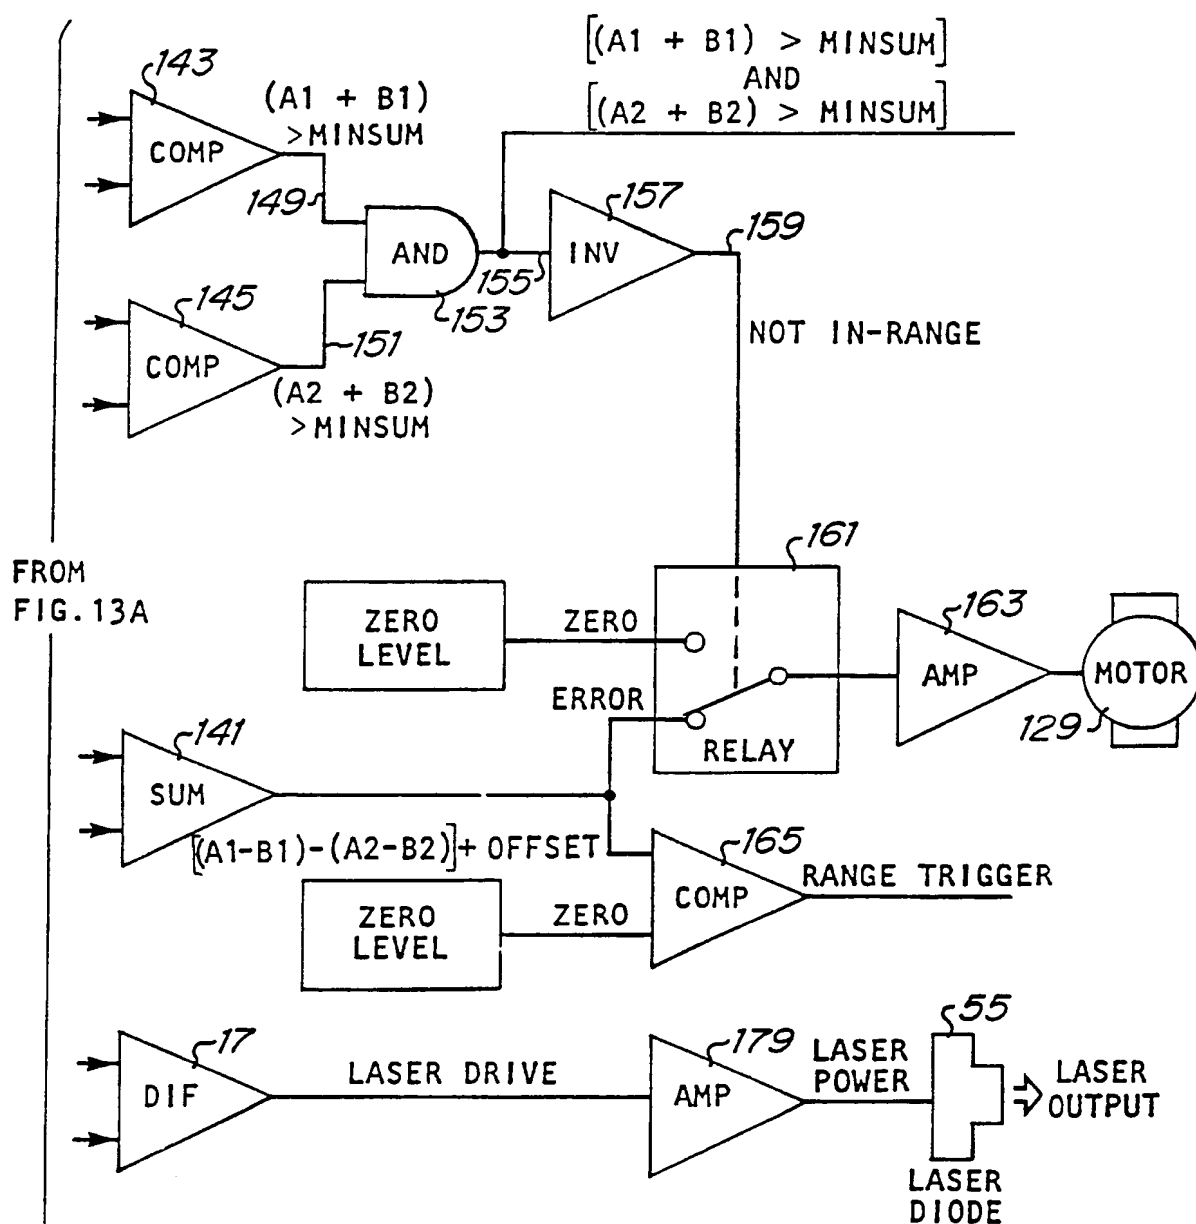 [(A1 + B1) > MINSUM]
AND
[(A2 + B2) > MINSUM]
143
(A1 + B1)
>MINSUM
COMP
149
157
159
AND
INV
155
153
145
151
COMP
(A2 + B2)
>MINSUM
NOT IN-RANGE
FROM
FIG.13A
161
ZERO
LEVEL
ZERO
163
AMP
MOTOR
129
ERROR
RELAY
141
SUM
[(A1-B1)-(A2-B2)]+ OFFSET
165
COMP
RANGE TRIGGER
ZERO
LEVEL
ZERO
17
DIF
LASER DRIVE
179
AMP
LASER
POWER
55
LASER
OUTPUT
LASER
DIODE